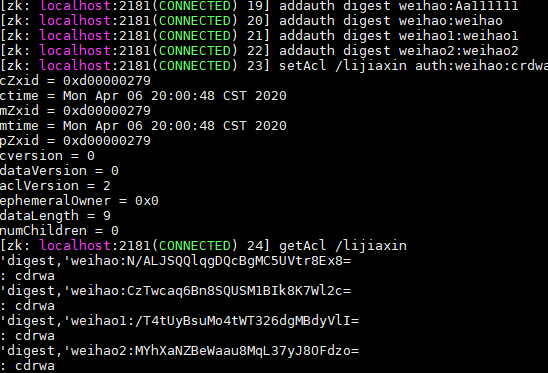 [zk: localhost:2181(CONNECTED) 19] addauth digest weihao:Aa111111
[zk: localhost:2181(CONNECTED) 20] addauth digest weihao:weihao
[zk: localhost:2181(CONNECTED) 21] addauth digest weihao1:weihao1
[zk: localhost:2181(CONNECTED) 22] addauth digest weihao2:weihao2
[zk: localhost:2181(CONNECTED) 23] setAcl /lijiaxin auth:weihao:crdwa
cZxid = 0xd00000279
ctime = Mon Apr 06 20:00:48 CST 2020
mZxid = 0xd00000279
mtime = Mon Apr 06 20:00:48 CST 2020
pZxid = 0xd00000279
cversion = 0
dataVersion = 0
aclVersion = 2
ephemeralOwner = 0x0
dataLength = 9
numChildren = 0
[zk: localhost:2181(CONNECTED) 24] getAcl /lijiaxin
'digest,'weihao:N/ALJSQQlqgDQcBgMC5UVtr8Ex8=
: cdrwa
'digest,'weihao:CzTwcaq6Bn8SQUSM1BIk8K7Wl2c=
: cdrwa
'digest,'weihao1:/T4tUyBsuMo4tWT326dgMBdyVlI=
: cdrwa
'digest,'weihao2:MYhXaNZBeWaau8MqL37yJ8OFdzo=
: cdrwa